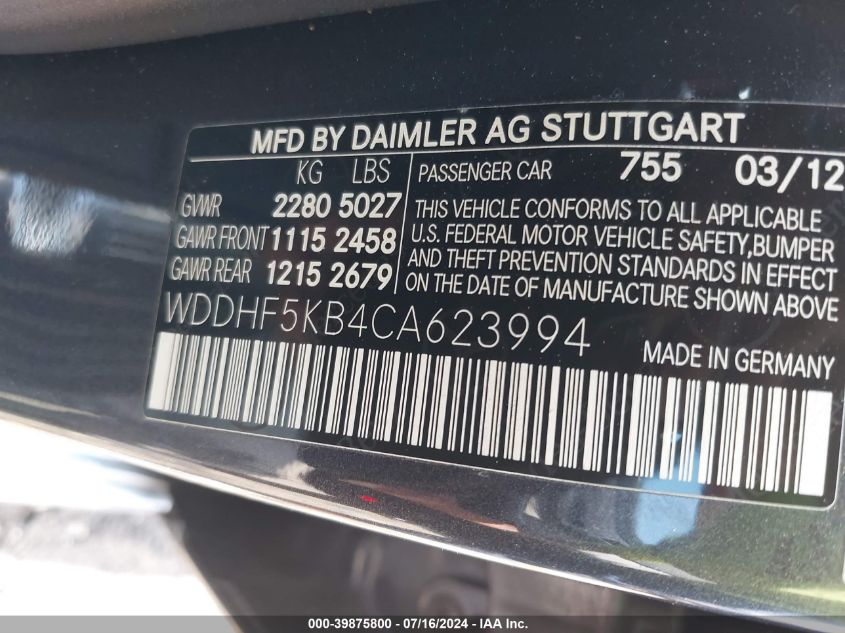 MFD BY DAIMLER AG STUTTGART
KG LBS
GVWR 2280 5027
GAWR FRONT 1115 2458
GAWR REAR 1215 2679
PASSENGER CAR 755 03/12
THIS VEHICLE CONFORMS TO ALL APPLICABLE
U.S. FEDERAL MOTOR VEHICLE SAFETY, BUMPER
AND THEFT PREVENTION STANDARDS IN EFFECT
ON THE DATE OF MANUFACTURE SHOWN ABOVE
WDDHF5KB4CA623994
MADE IN GERMANY
000-39875800 - 07/16/2024 - IAA Inc.